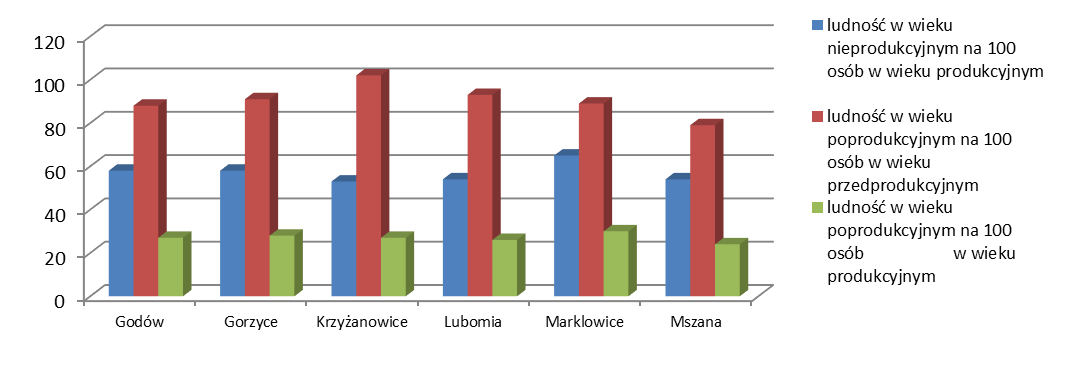 120
100
80
60
40
20
0
Godów Gorzyce Krzyżanowice Lubomia Marklowice Mszana
ludność w wieku
nieprodukcyjnym na 100
osób w wieku produkcyjnym
ludność w wieku
poprodukcyjnym na 100
osób w wieku
przedprodukcyjnym
ludność w wieku
poprodukcyjnym na 100
osób w wieku
produkcyjnym